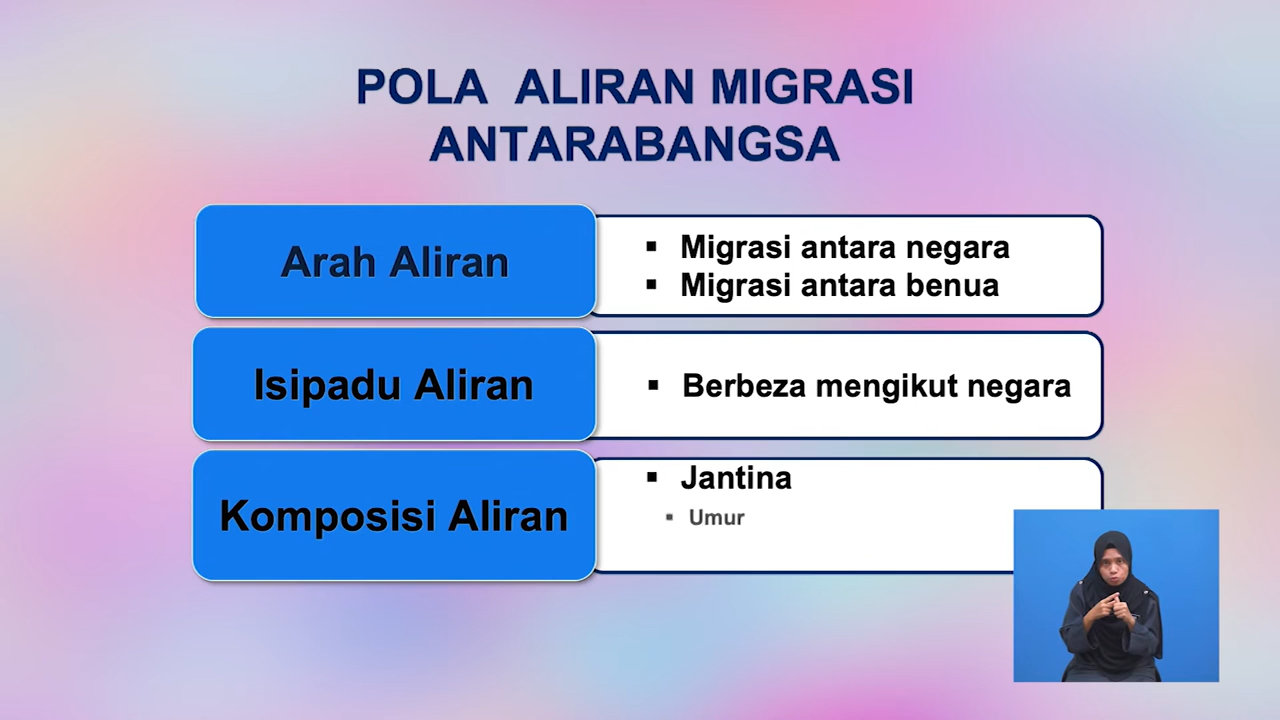 POLA ALIRAN MIGRASI
ANTARABANGSA
Arah Aliran
▪ Migrasi antara negara
▪ Migrasi antara benua
Isipadu Aliran
▪ Berbeza mengikut negara
Komposisi Aliran
▪ Jantina
▪ Umur